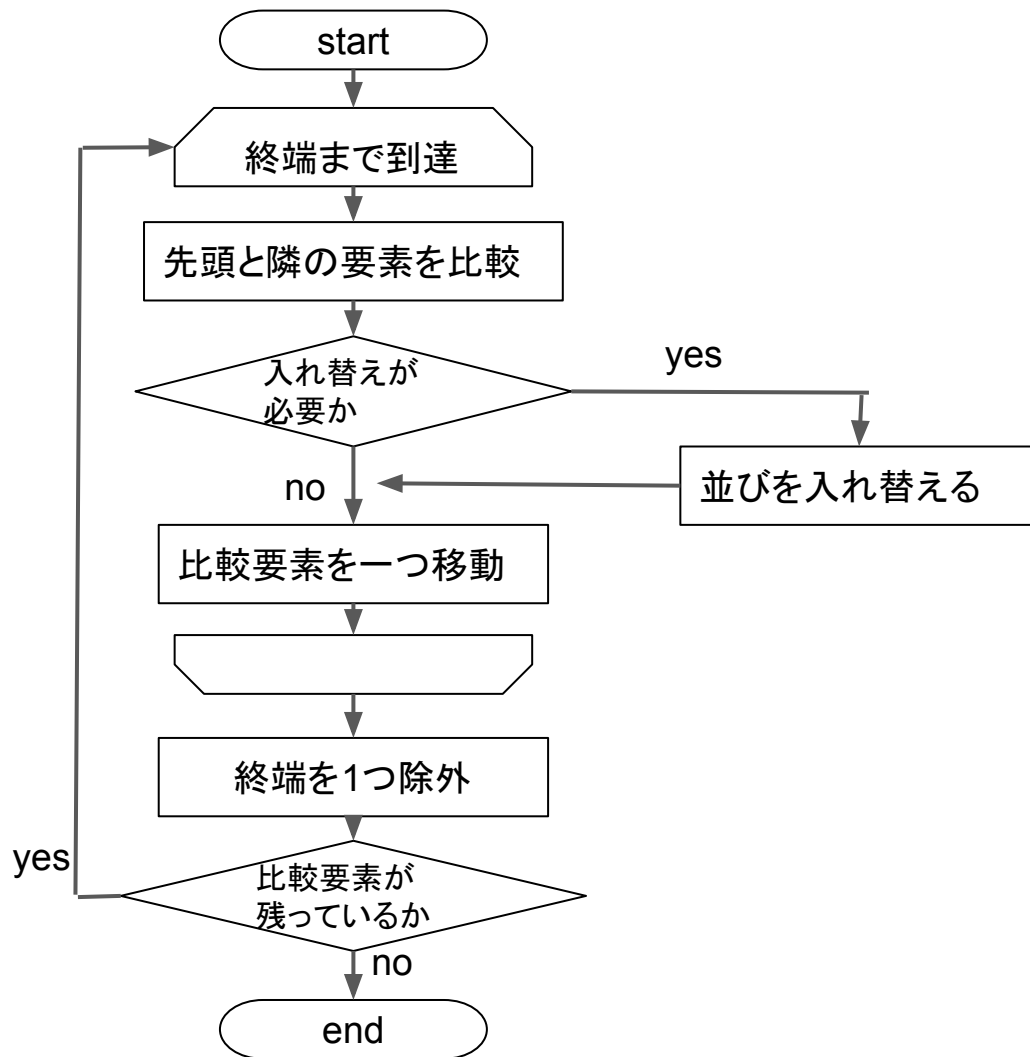 start
終端まで到達
先頭と隣の要素を比較
入れ替えが
必要か
yes
並びを入れ替える
no
比較要素を一つ移動
終端を1つ除外
比較要素が
残っているか
yes
no
end